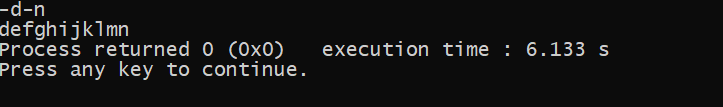 -d-n
defghijklmn
Process returned 0 (0x0)   execution time : 6.133 s
Press any key to continue.